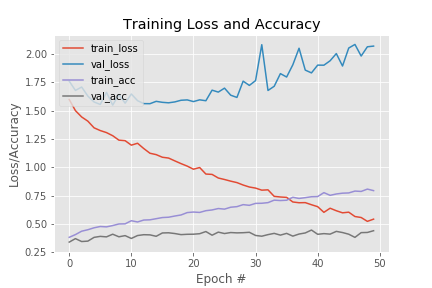 Training Loss and Accuracy
train_loss
val_loss
train_acc
val_acc
2.00
1.75
1.50
1.25
1.00
0.75
0.50
0.25
Loss/Accuracy
0 10 20 30 40 50
Epoch #